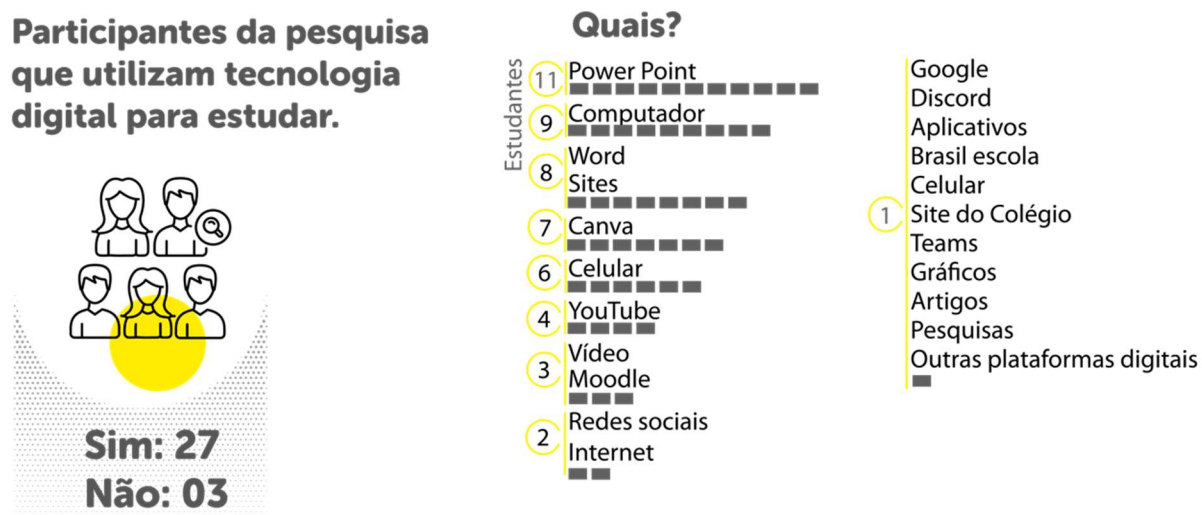 Participantes da pesquisa
que utilizam tecnologia
digital para estudar.
Sim: 27
Não: 03
Quais?
Estudantes
11 Power Point
9 Computador
8 Word
Sites
7 Canva
6 Celular
4 YouTube
3 Vídeo
Moodle
2 Redes sociais
Internet
1
Google
Discord
Aplicativos
Brasil escola
Celular
Site do Colégio
Teams
Gráficos
Artigos
Pesquisas
Outras plataformas digitais